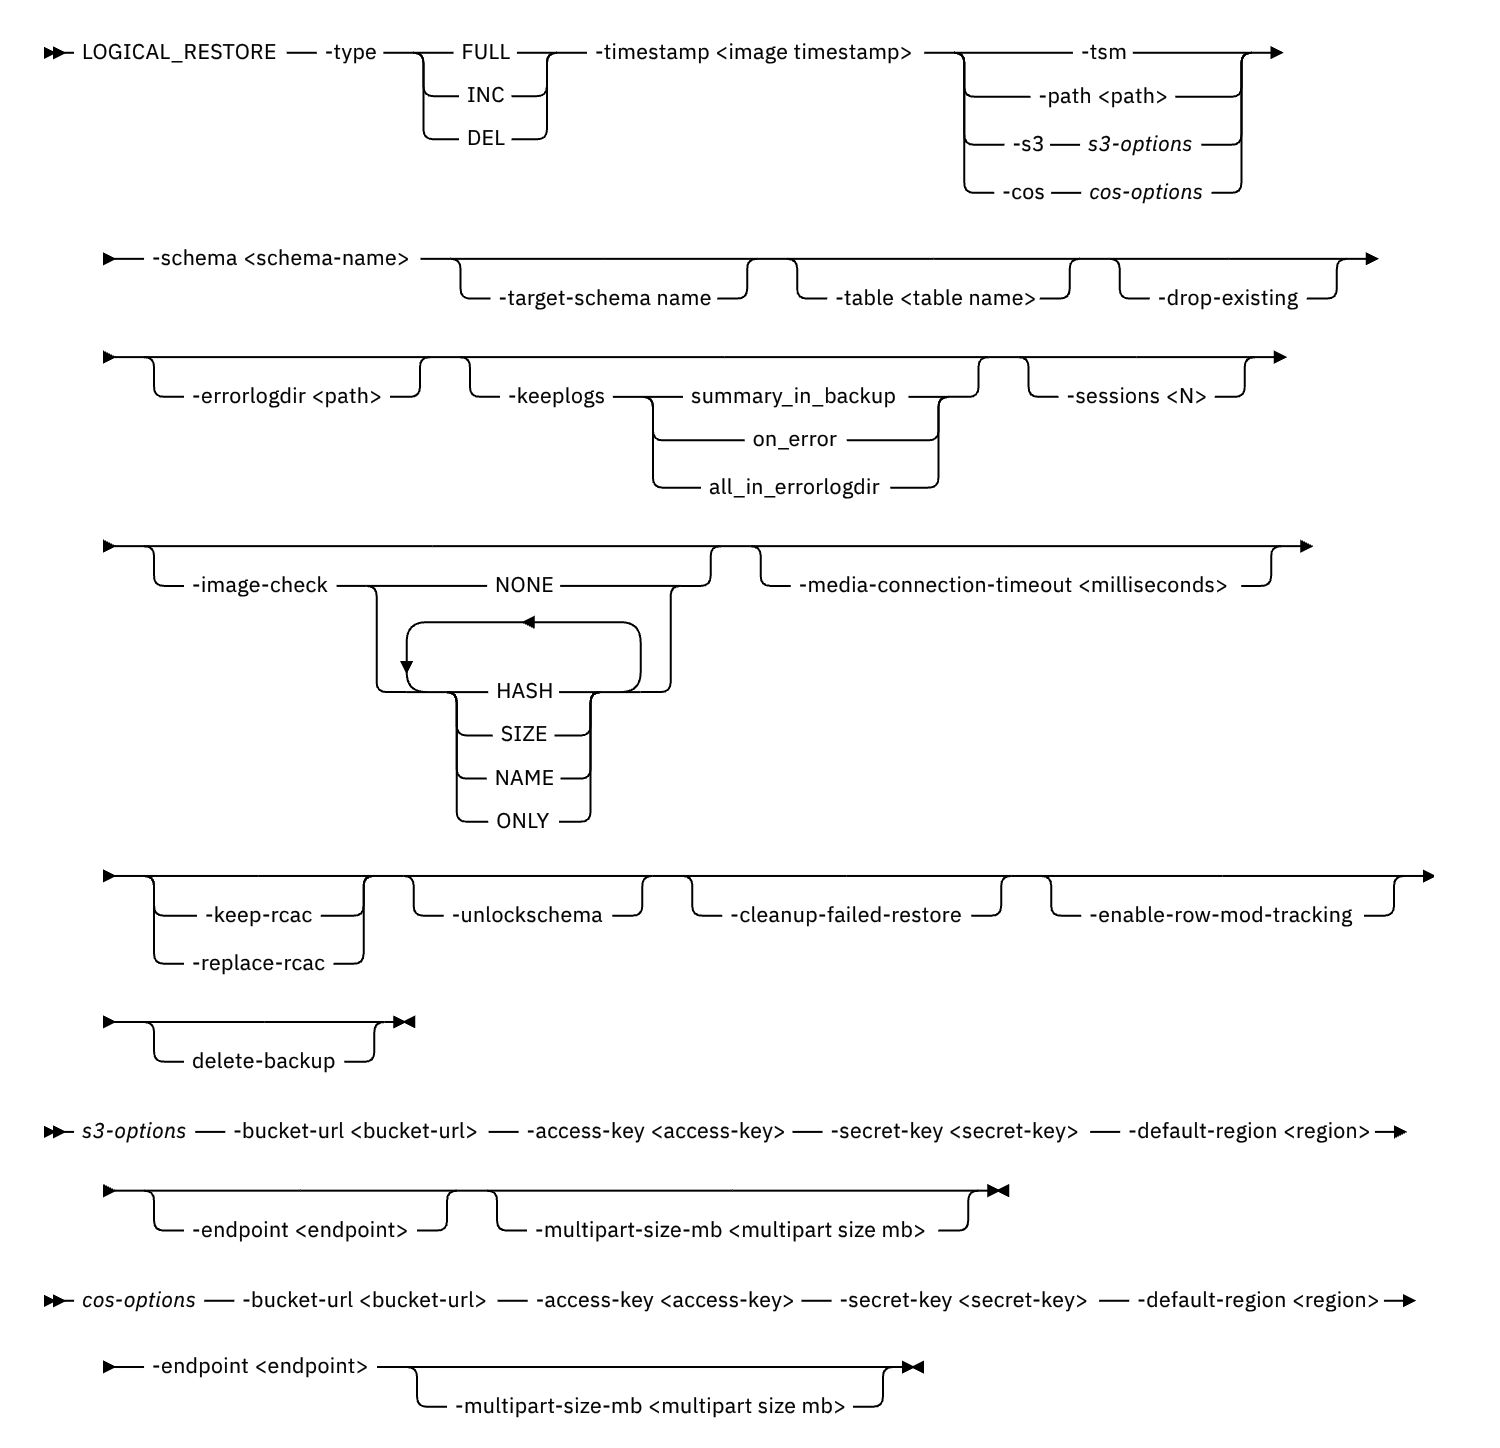 LOGICAL_RESTORE -type FULL -timestamp <image timestamp> -tsm
INC -path <path>
DEL -s3 s3-options
-cos cos-options
-schema <schema-name>
-target-schema name -table <table name> -drop-existing
-errorlogdir <path> -keeplogs summary_in_backup -sessions <N>
on_error
all_in_errorlogdir
-image-check NONE -media-connection-timeout <milliseconds>
HASH
SIZE
NAME
ONLY
-keep-rcac -unlockschema -cleanup-failed-restore -enable-row-mod-tracking
-replace-rcac
delete-backup
s3-options -bucket-url <bucket-url> -access-key <access-key> -secret-key <secret-key> -default-region <region>
-endpoint <endpoint> -multipart-size-mb <multipart size mb>
cos-options -bucket-url <bucket-url> -access-key <access-key> -secret-key <secret-key> -default-region <region>
-endpoint <endpoint>
-multipart-size-mb <multipart size mb>